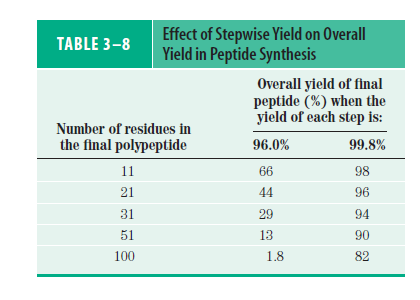 TABLE 3–8
Effect of Stepwise Yield on Overall
Yield in Peptide Synthesis
Overall yield of final
peptide (%) when the
yield of each step is:
Number of residues in
the final polypeptide
96.0% 99.8%
11 66 98
21 44 96
31 29 94
51 13 90
100 1.8 82